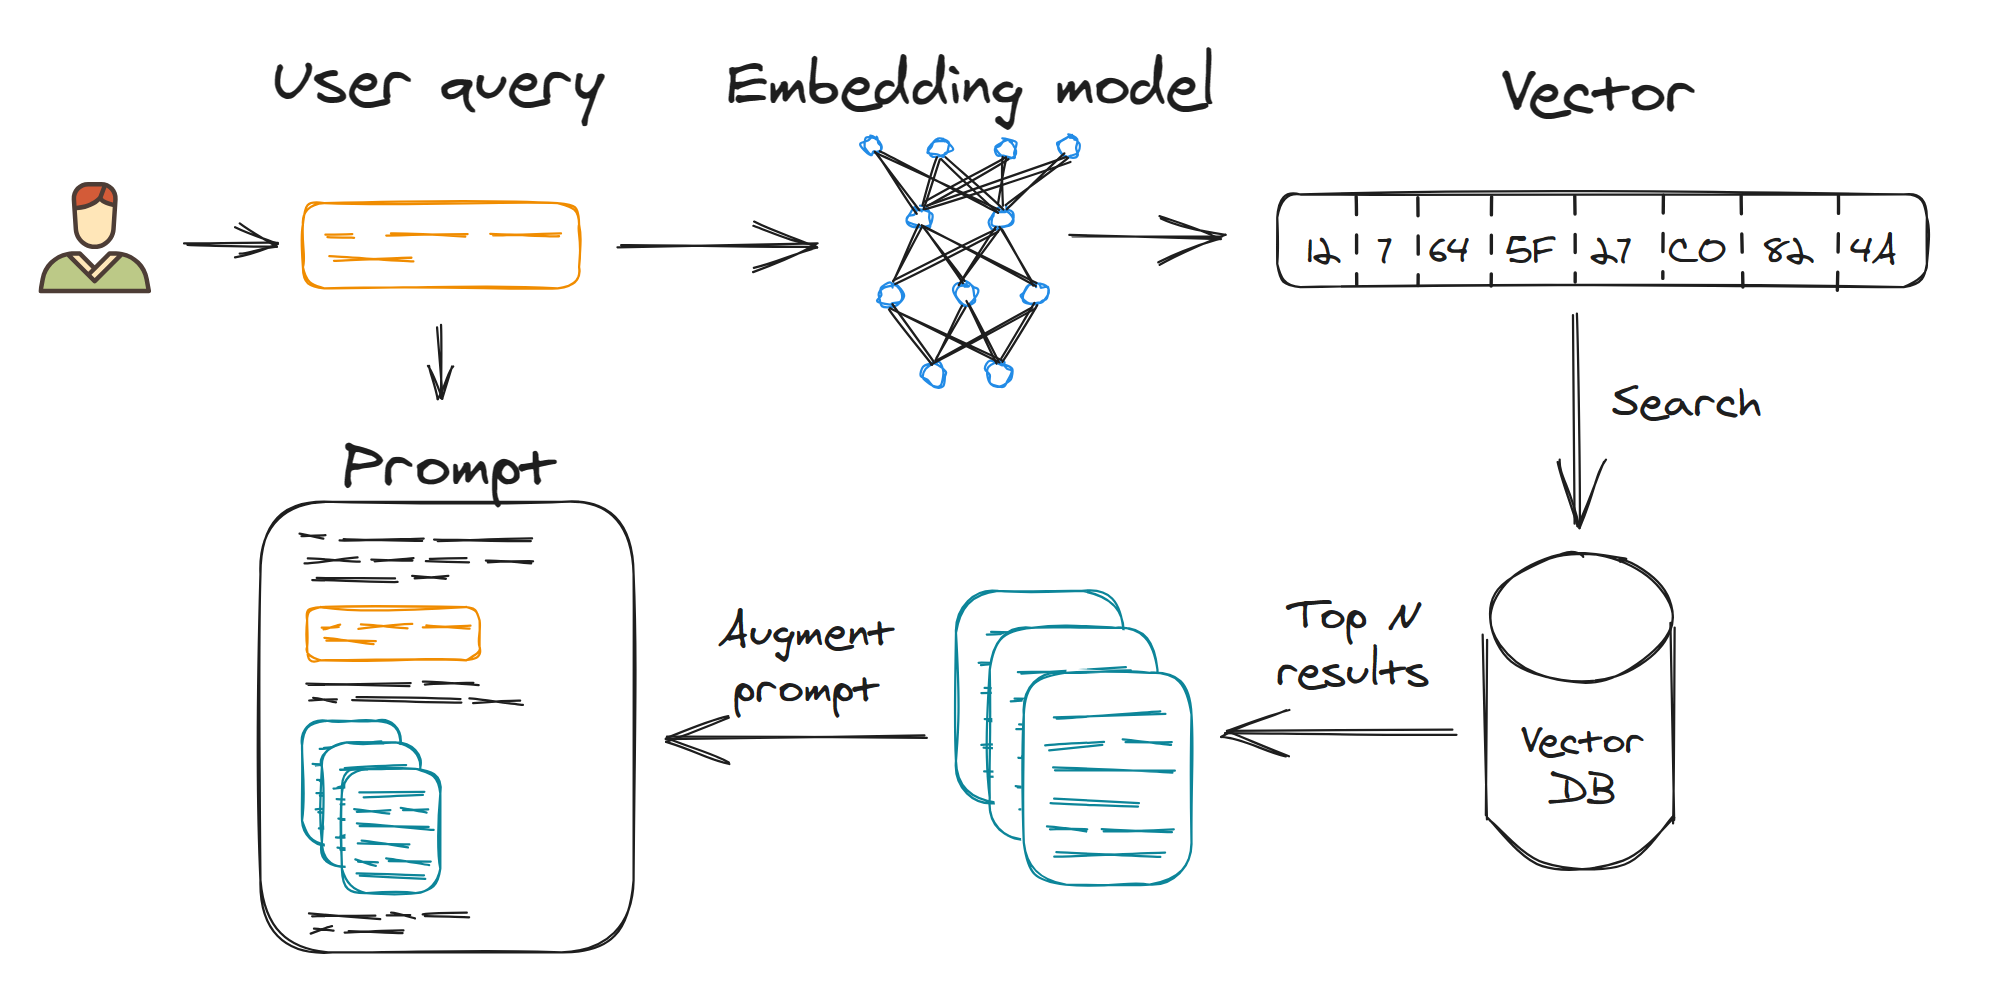 User query
Embedding model
Vector
12 7 64 5F 27 C0 82 4A
Search
Prompt
Augment
prompt
Top N
results
Vector
DB